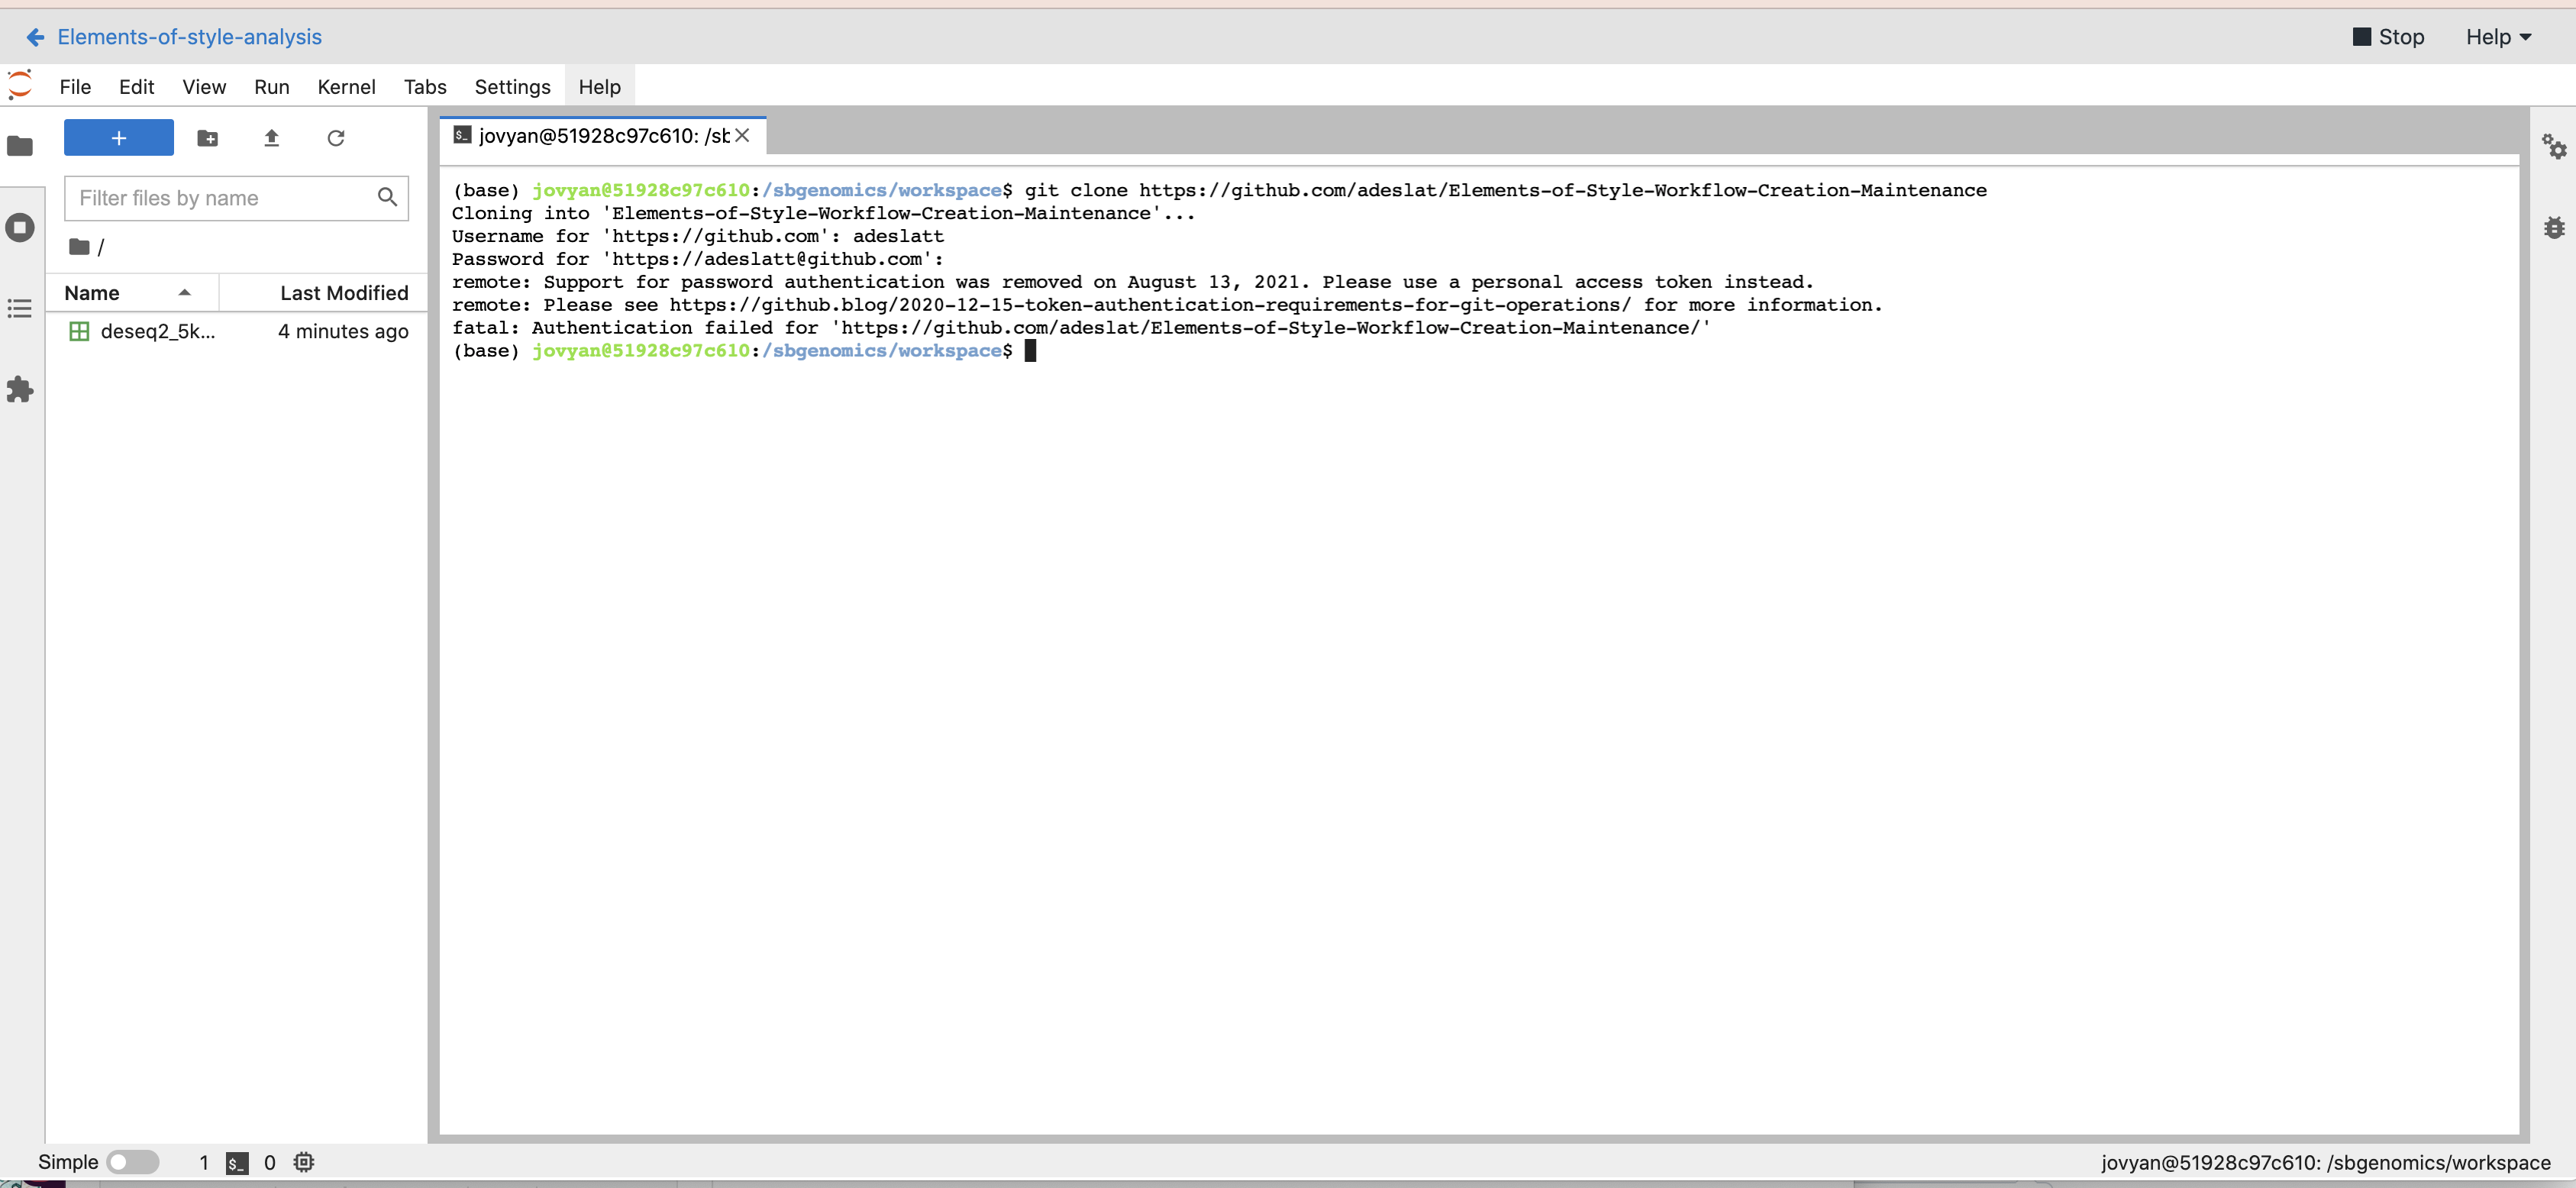 Elements-of-style-analysis
Stop
Help
File Edit View Run Kernel Tabs Settings Help
+
jovyan@51928c97c610: /sb
Filter files by name
/
Name Last Modified
deseq2_5k... 4 minutes ago
(base) jovyan@51928c97c610:/sbgenomics/workspace$ git clone https://github.com/adeslat/Elements-of-Style-Workflow-Creation-Maintenance
Cloning into 'Elements-of-Style-Workflow-Creation-Maintenance'...
Username for 'https://github.com': adeslatt
Password for 'https://adeslatt@github.com':
remote: Support for password authentication was removed on August 13, 2021. Please use a personal access token instead.
remote: Please see https://github.blog/2020-12-15-token-authentication-requirements-for-git-operations/ for more information.
fatal: Authentication failed for 'https://github.com/adeslat/Elements-of-Style-Workflow-Creation-Maintenance/'
(base) jovyan@51928c97c610:/sbgenomics/workspace$
Simple 1 $_ 0
jovyan@51928c97c610: /sbgenomics/workspace